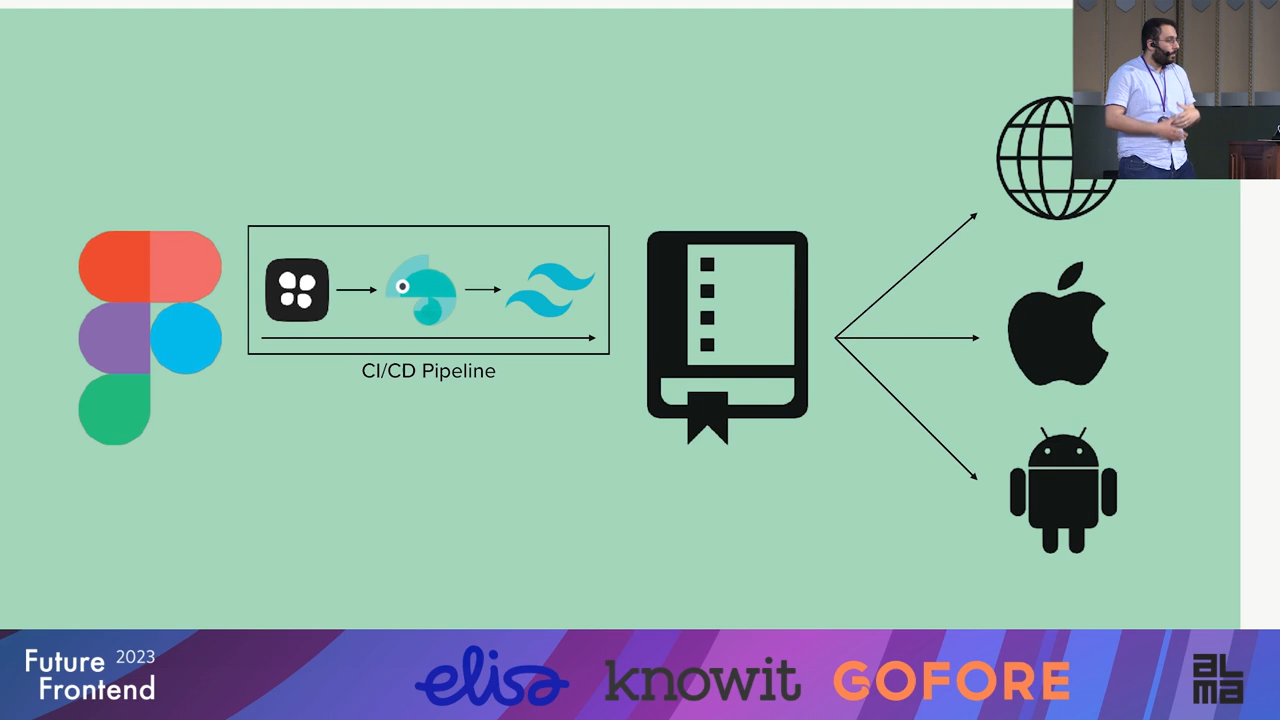 CI/CD Pipeline
Future 2023
Frontend
elisa
knowit
GOFORE
aLma